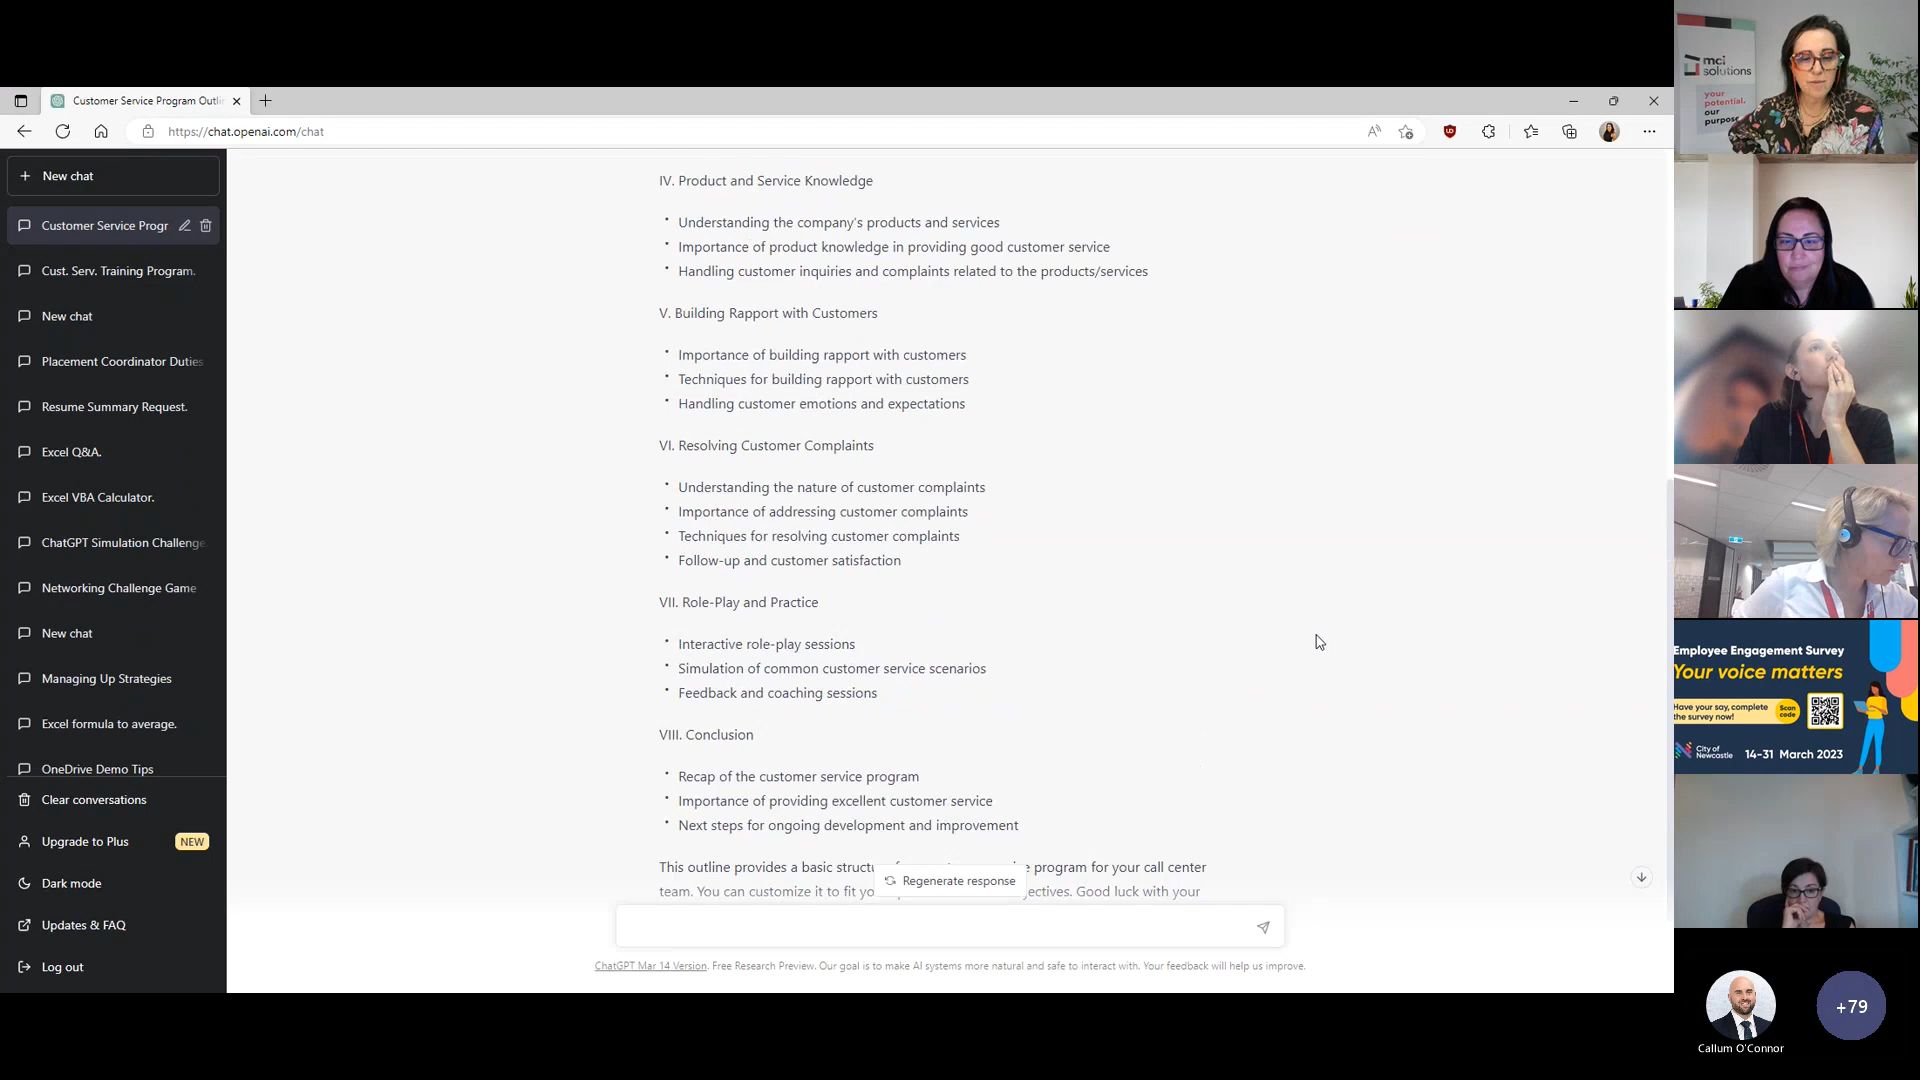 Customer Service Program Outli
https://chat.openai.com/chat
New chat
Customer Service Progr
Cust. Serv. Training Program.
New chat
Placement Coordinator Duties
Resume Summary Request.
Excel Q&A.
Excel VBA Calculator.
ChatGPT Simulation Challenge
Networking Challenge Game
New chat
Managing Up Strategies
Excel formula to average.
OneDrive Demo Tips
Clear conversations
Upgrade to Plus NEW
Dark mode
Updates & FAQ
Log out
IV. Product and Service Knowledge
Understanding the company's products and services
Importance of product knowledge in providing good customer service
Handling customer inquiries and complaints related to the products/services
V. Building Rapport with Customers
Importance of building rapport with customers
Techniques for building rapport with customers
Handling customer emotions and expectations
VI. Resolving Customer Complaints
Understanding the nature of customer complaints
Importance of addressing customer complaints
Techniques for resolving customer complaints
Follow-up and customer satisfaction
VII. Role-Play and Practice
Interactive role-play sessions
Simulation of common customer service scenarios
Feedback and coaching sessions
VIII. Conclusion
Recap of the customer service program
Importance of providing excellent customer service
Next steps for ongoing development and improvement
This outline provides a basic program for your call center
team. You can customize it to fit Good luck with your
Regenerate response
ChatGPT Mar 14 Version. Free Research Preview. Our goal is to make AI systems more natural and safe to interact with. Your feedback will help us improve.
mci
solutions
your
potential.
our
purpose
Employee Engagement Survey
Your voice matters
Have your say, complete
the survey now!
Scan
code
City of
Newcastle
14-31 March 2023
+79
Callum O'Connor